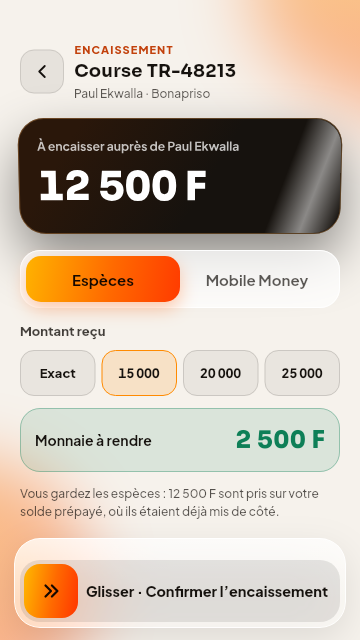 ENCAISSEMENT
Course TR-48213
Paul Ekwalla · Bonapriso
À encaisser auprès de Paul Ekwalla
12 500 F
Espèces
Mobile Money
Montant reçu
Exact
15 000
20 000
25 000
Monnaie à rendre
2 500 F
Vous gardez les espèces : 12 500 F sont pris sur votre
solde prépayé, où ils étaient déjà mis de côté.
Glisser · Confirmer l’encaissement